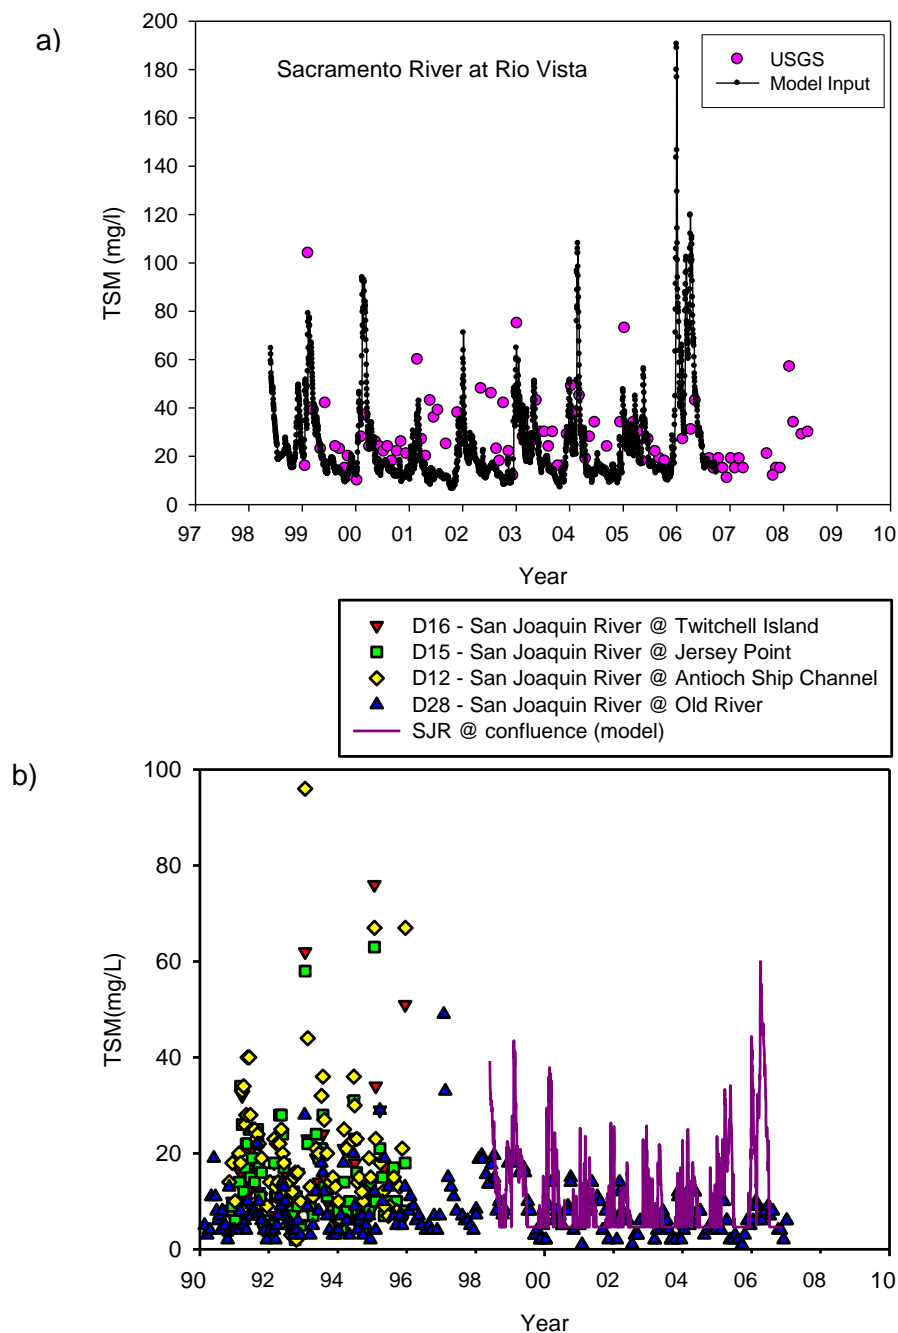 a)
200
180
160
140
120
100
80
60
40
20
0
TSM (mg/l)
Sacramento River at Rio Vista
USGS
Model Input
97 98 99 00 01 02 03 04 05 06 07 08 09 10
Year
D16 - San Joaquin River @ Twitchell Island
D15 - San Joaquin River @ Jersey Point
D12 - San Joaquin River @ Antioch Ship Channel
D28 - San Joaquin River @ Old River
SJR @ confluence (model)
b)
100
80
60
40
20
0
TSM(mg/L)
90 92 94 96 98 00 02 04 06 08 10
Year